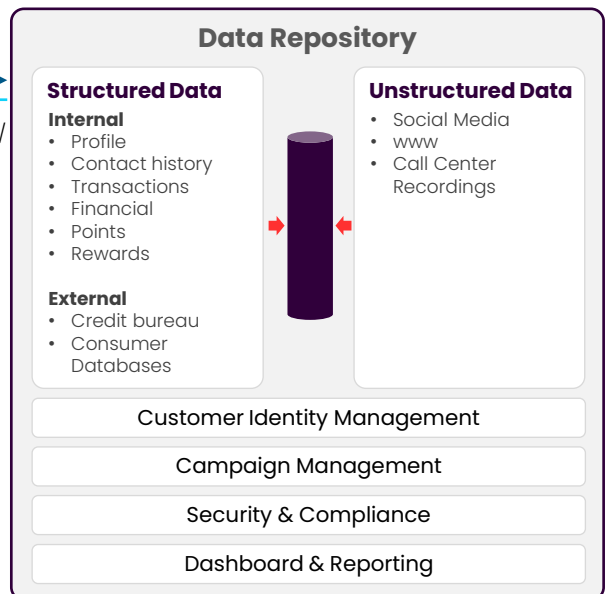 Data Repository
Structured Data
Internal
• Profile
• Contact history
• Transactions
• Financial
• Points
• Rewards
External
• Credit bureau
• Consumer
Databases
Unstructured Data
• Social Media
• www
• Call Center
Recordings
Customer Identity Management
Campaign Management
Security & Compliance
Dashboard & Reporting